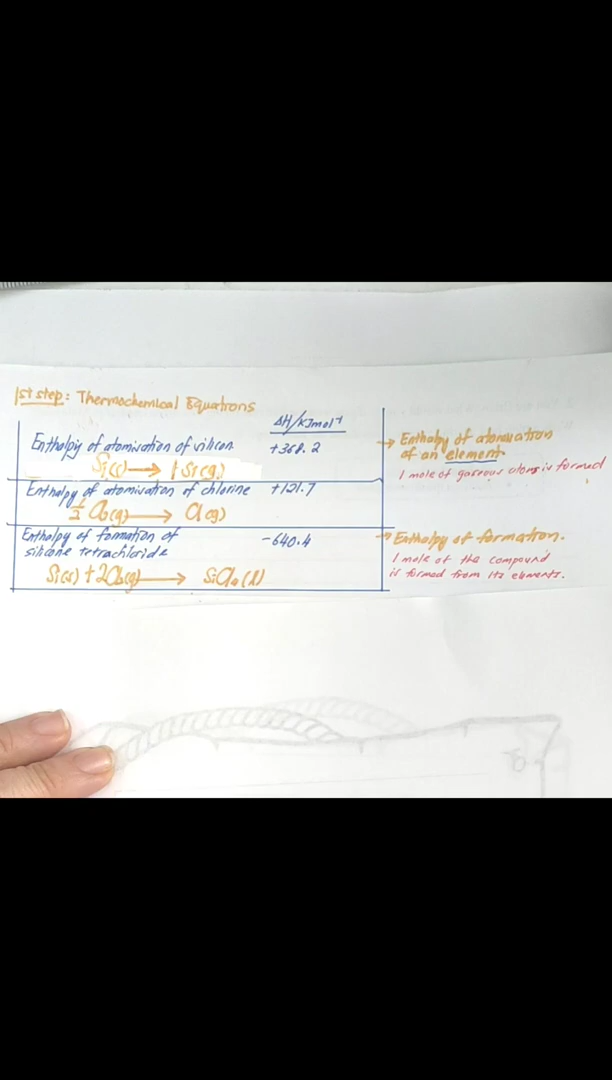 1st step: Thermochemical Equations
ΔH/kJmol⁻¹
Enthalpy of atomisation of silicon +368.2
Si(s) → 1 Si(g)
Enthalpy of atomisation of chlorine +121.7
½ Cl₂(g) → Cl(g)
Enthalpy of formation of -640.4
silicone tetrachloride
Si(s) + 2Cl₂(g) → SiCl₄(l)
→ Enthalpy of atomisation
of an element.
1 mole of gaseous atoms is formed
→ Enthalpy of formation.
1 mole of the compound
is formed from its elements.